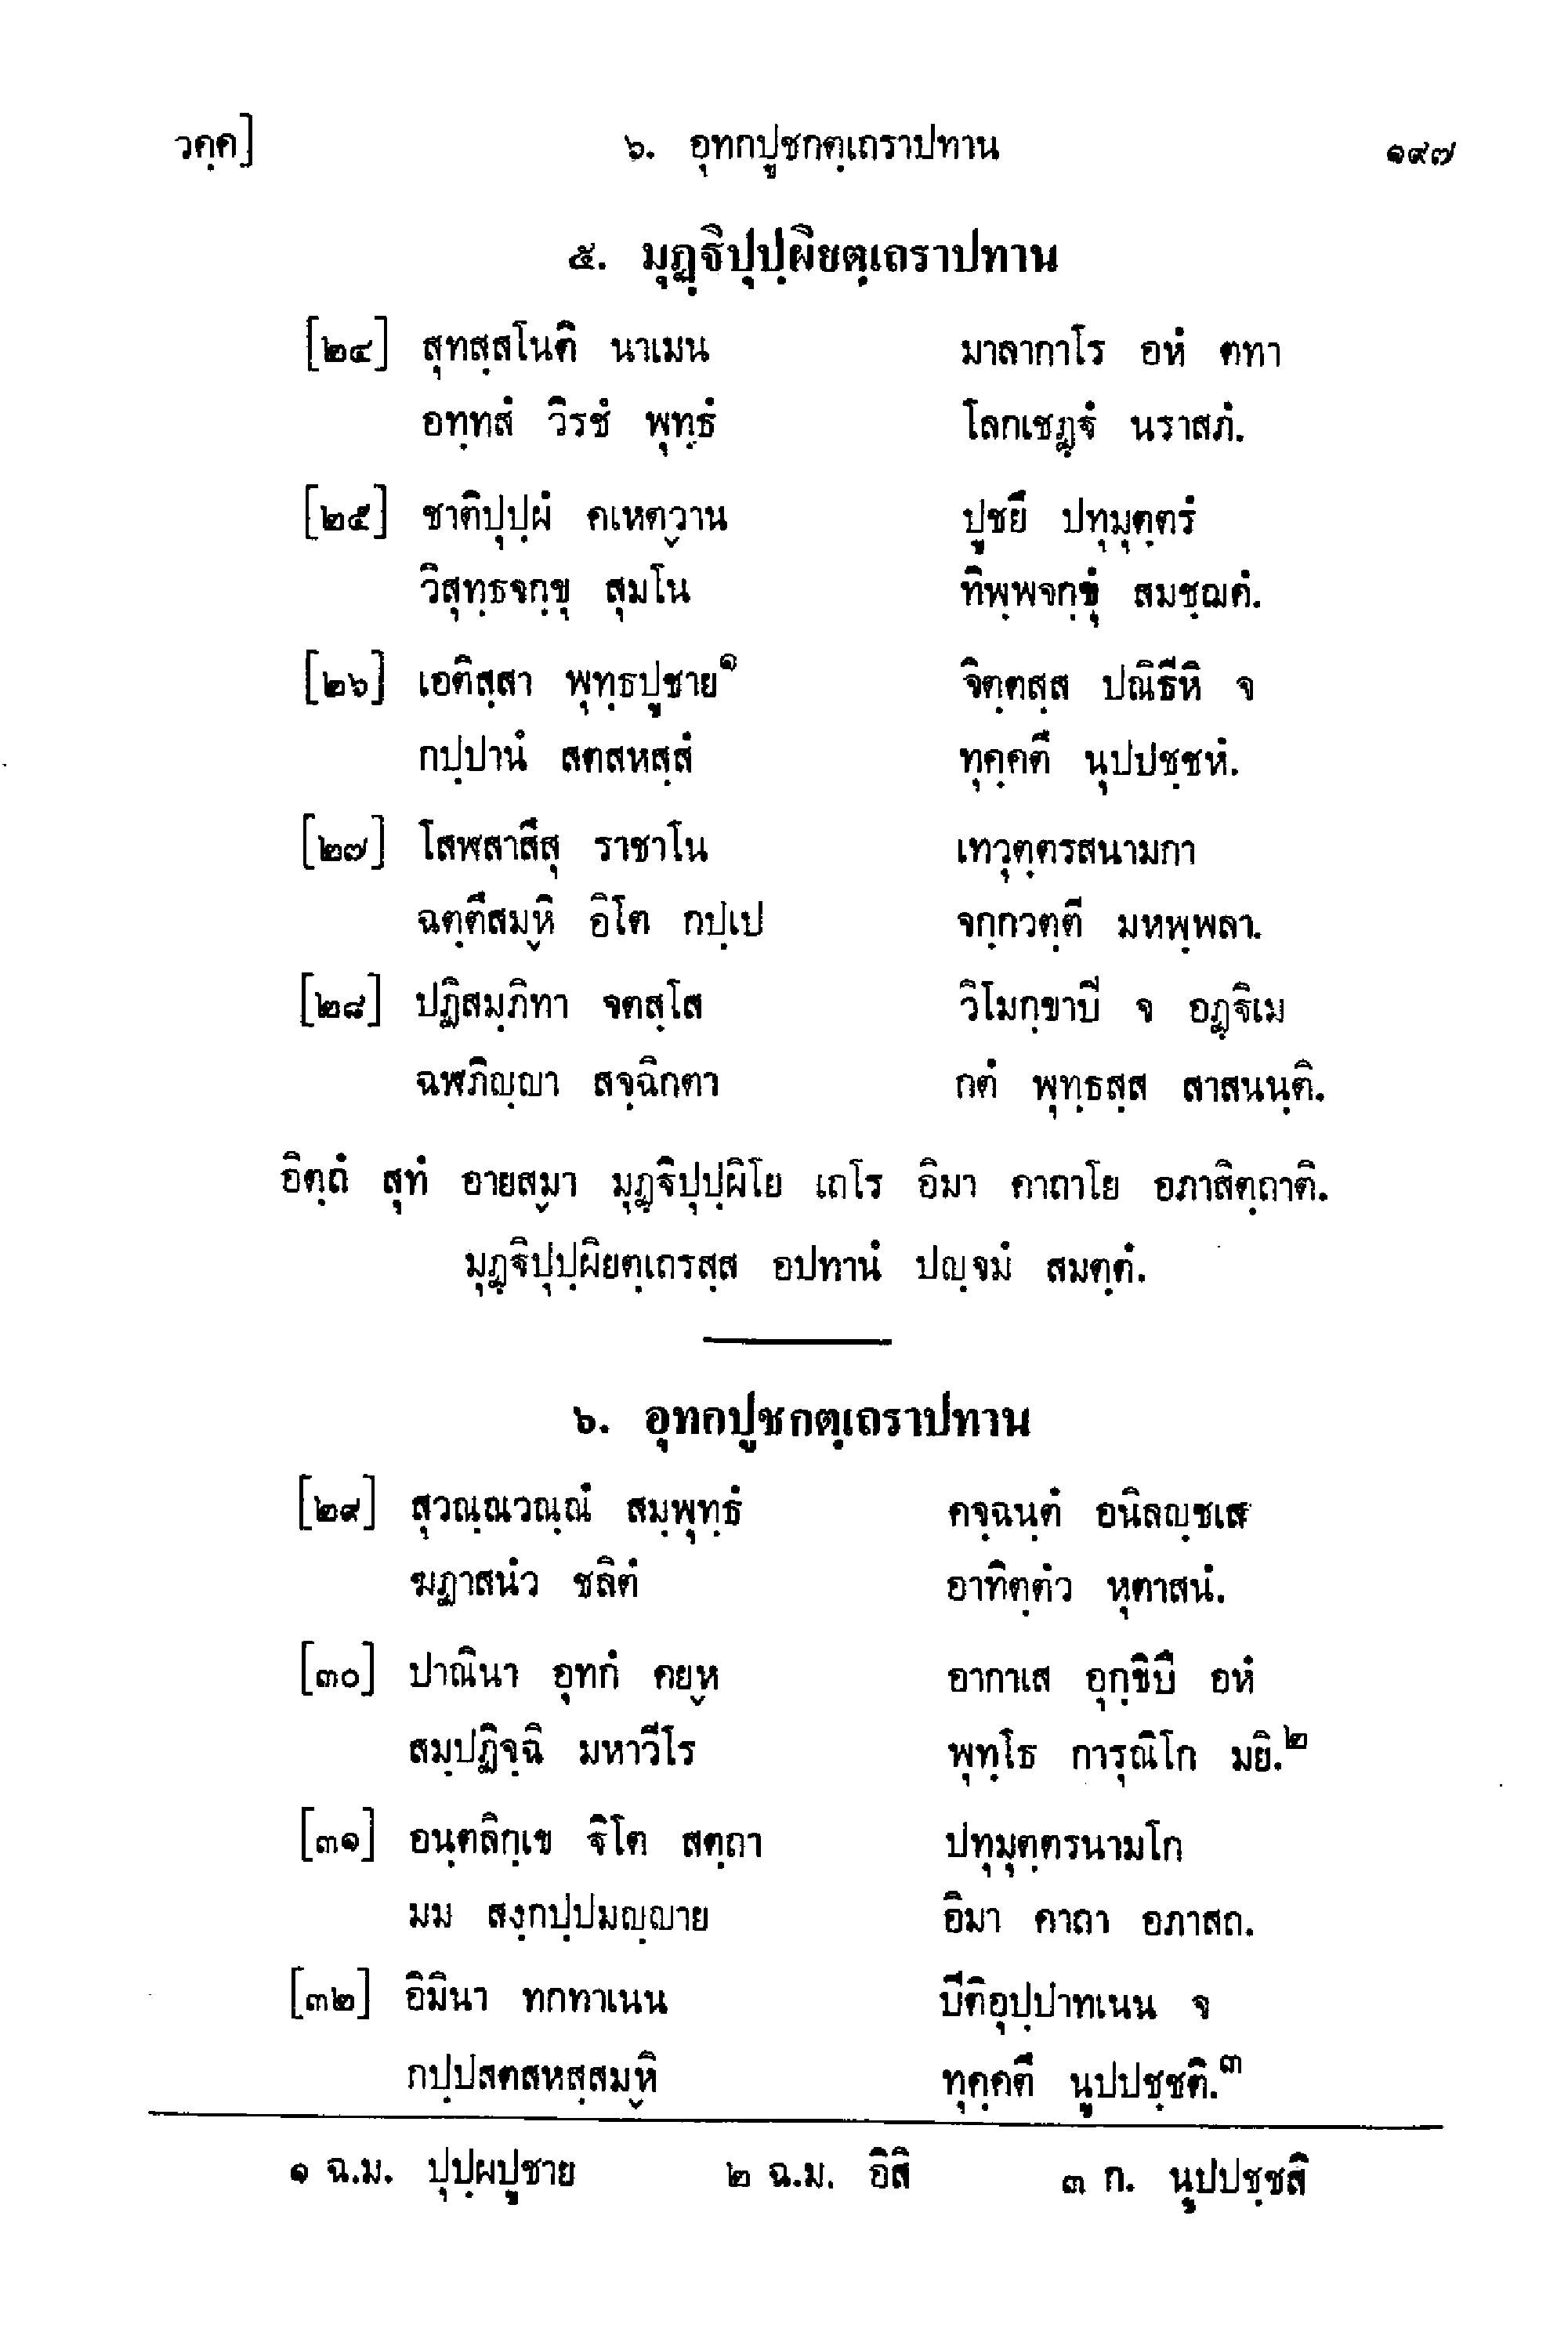 วคฺค] ๖. อุทกปูชกตฺเถราปทาน ๑๙๗
๕. มุฏฺฐิปุปฺผิยตฺเถราปทาน
[๒๔] สุทสฺสโนติ นาเมน มาลากาโร อหํ ตทา
อทฺทสํ วิรชํ พุทฺธํ โลกเชฏฺฐํ นราสภํ.
[๒๕] ชาติปุปฺผํ คเหตฺวาน ปูชยึ ปทุมุตฺตรํ
วิสุทฺธจกฺขุ สุมโน ทิพฺพจกฺขุํ สมชฺฌคํ.
[๒๖] เอติสฺสา พุทฺธปูชาย๑ จิตฺตสฺส ปณิธีหิ จ
กปฺปานํ สตสหสฺสํ ทุคฺคตึ นุปปชฺชหํ.
[๒๗] โสฬสาสึสุ ราชาโน เทวุตฺตรสนามกา
ฉตฺตึสมฺหิ อิโต กปฺเป จกฺกวตฺตี มหพฺพลา.
[๒๘] ปฏิสมฺภิทา จตสฺโส วิโมกฺขาปิ จ อฏฺฐิเม
ฉฬภิญฺญา สจฺฉิกตา กตํ พุทฺธสฺส สาสนนฺติ.
อิตฺถํ สุทํ อายสฺมา มุฏฺฐิปุปฺผิโย เถโร อิมา คาถาโย อภาสิตฺถาติ.
มุฏฺฐิปุปฺผิยตฺเถรสฺส อปทานํ ปญฺจมํ สมตฺตํ.
๖. อุทกปูชกตฺเถราปทาน
[๒๙] สุวณฺณวณฺณํ สมฺพุทฺธํ คจฺฉนฺตํ อนิลญฺชเส
ฆฏาสนํว ชลิตํ อาทิตฺตํว หุตาสนํ.
[๓๐] ปาณินา อุทกํ คยฺห อากาเส อุกฺขิปึ อหํ
สมฺปฏิจฺฉิ มหาวีโร พุทฺโธ การุณิโก มยิ.๒
[๓๑] อนฺตลิกฺเข ฐิโต สตฺถา ปทุมุตฺตรนามโก
มม สงฺกปฺปมญฺญาย อิมา คาถา อภาสถ.
[๓๒] อิมินา ทกทาเนน ปีติอุปฺปาทเนน จ
กปฺปสตสหสฺสมฺหิ ทุคฺคตึ นูปปชฺชติ.๓
๑ ฉ.ม. ปุปฺผปูชาย ๒ ฉ.ม. อิสิ ๓ ก. นูปปชฺชสิ